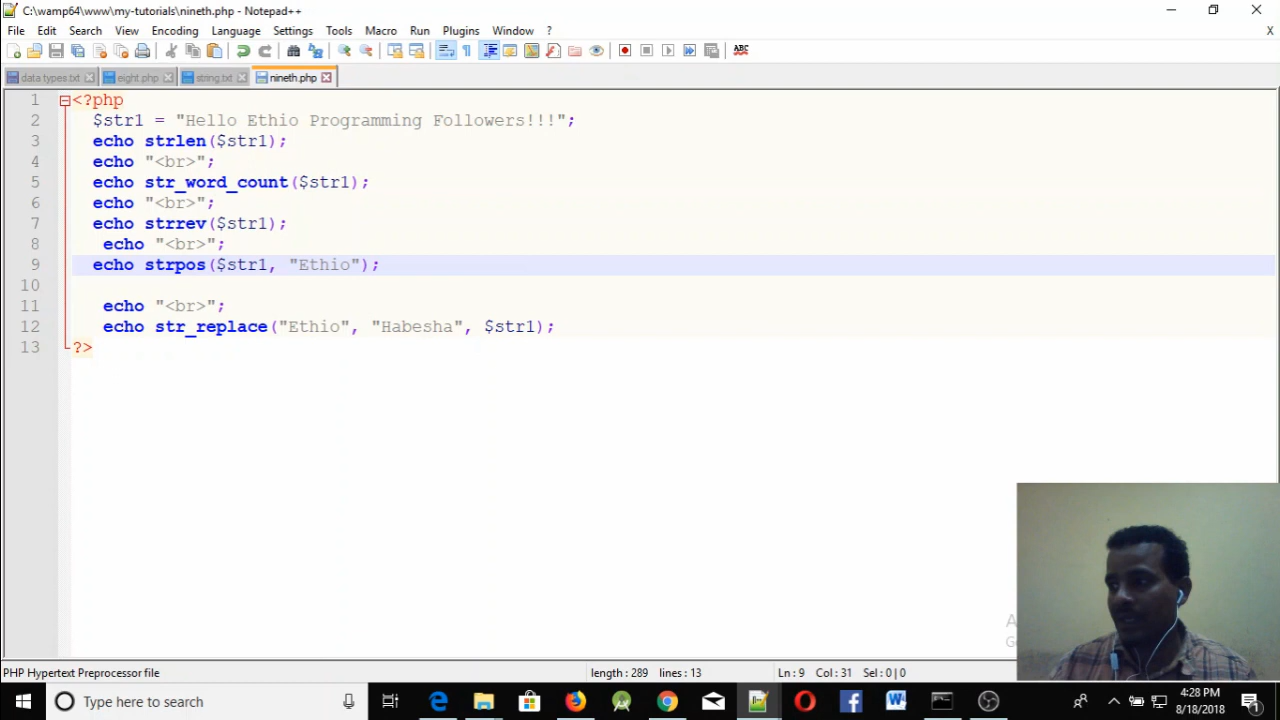 C:\wamp64\www\my-tutorials\nineth.php - Notepad++
File Edit Search View Encoding Language Settings Tools Macro Run Plugins Window ? X
ABC
data types.txt eight.php string.txt nineth.php
1 <?php
2 $str1 = "Hello Ethio Programming Followers!!!";
3 echo strlen($str1);
4 echo "<br>";
5 echo str_word_count($str1);
6 echo "<br>";
7 echo strrev($str1);
8 echo "<br>";
9 echo strpos($str1, "Ethio");
10
11 echo "<br>";
12 echo str_replace("Ethio", "Habesha", $str1);
13 ?>
PHP Hypertext Preprocessor file length : 289 lines : 13 Ln : 9 Col : 31 Sel : 0 | 0
Type here to search
4:28 PM
8/18/2018